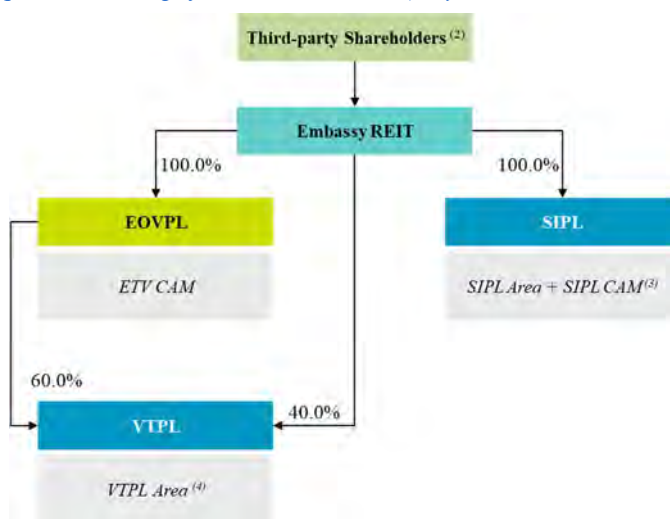 Third-party Shareholders (2)
Embassy REIT
100.0%
100.0%
EOVPL
SIPL
ETV CAM
SIPL Area + SIPL CAM(3)
60.0%
40.0%
VTPL
VTPL Area (4)